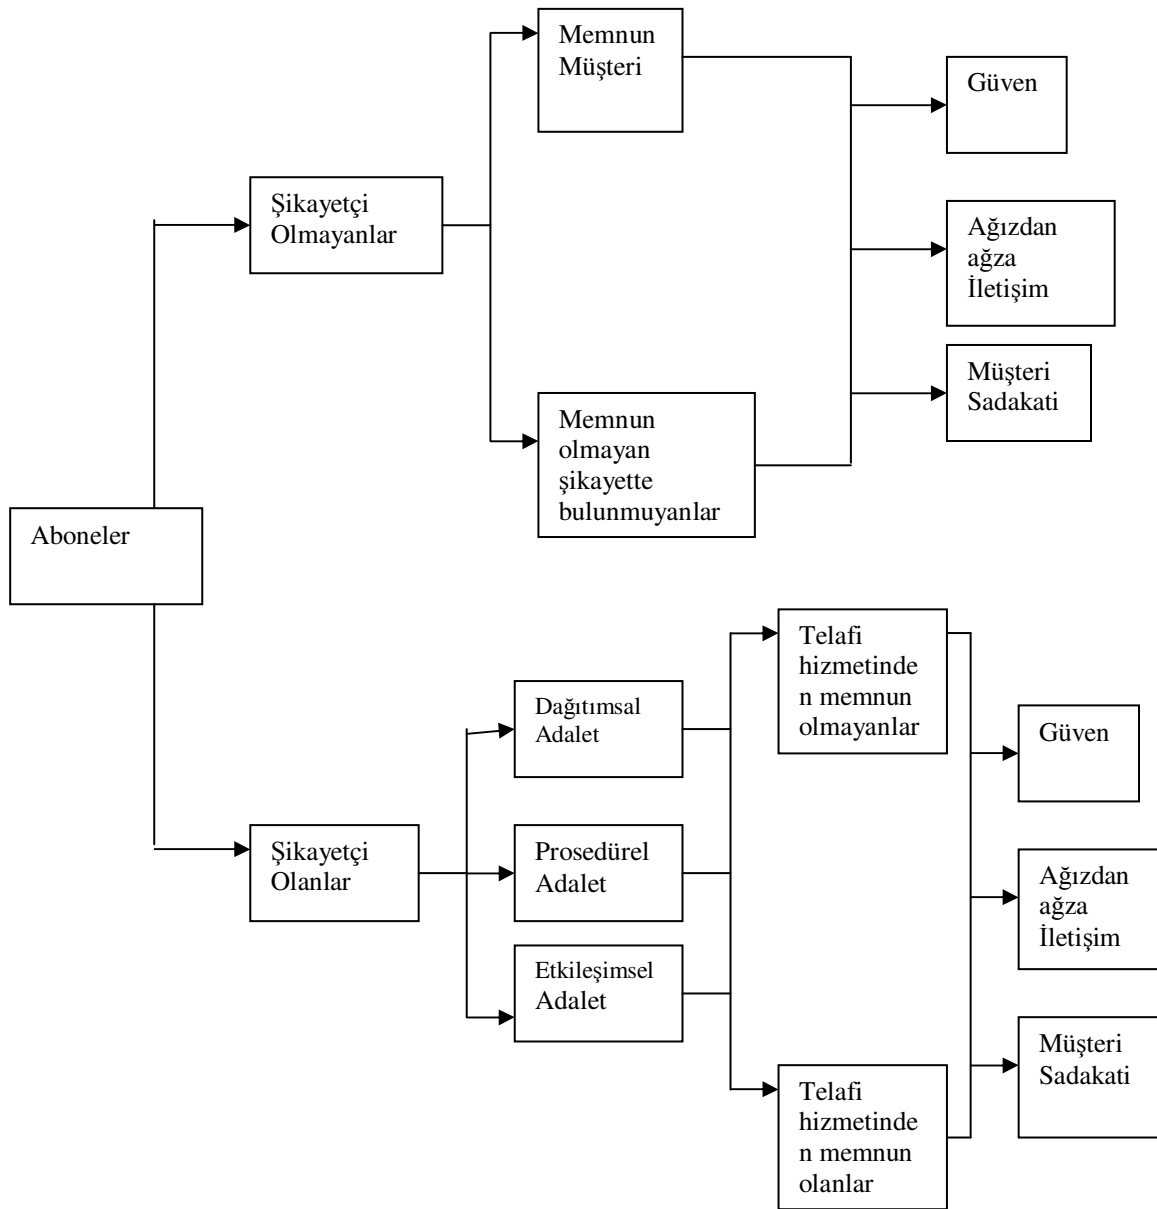 Memnun
Müşteri
Güven
Şikayetçi
Olmayanlar
Ağızdan
ağza
İletişim
Müşteri
Sadakati
Memnun
olmayan
şikayette
bulunmuyanlar
Aboneler
Telafi
hizmetinde
n memnun
olmayanlar
Dağıtımsal
Adalet
Güven
Şikayetçi
Olanlar
Prosedürel
Adalet
Ağızdan
ağza
İletişim
Etkileşimsel
Adalet
Müşteri
Sadakati
Telafi
hizmetinde
n memnun
olanlar